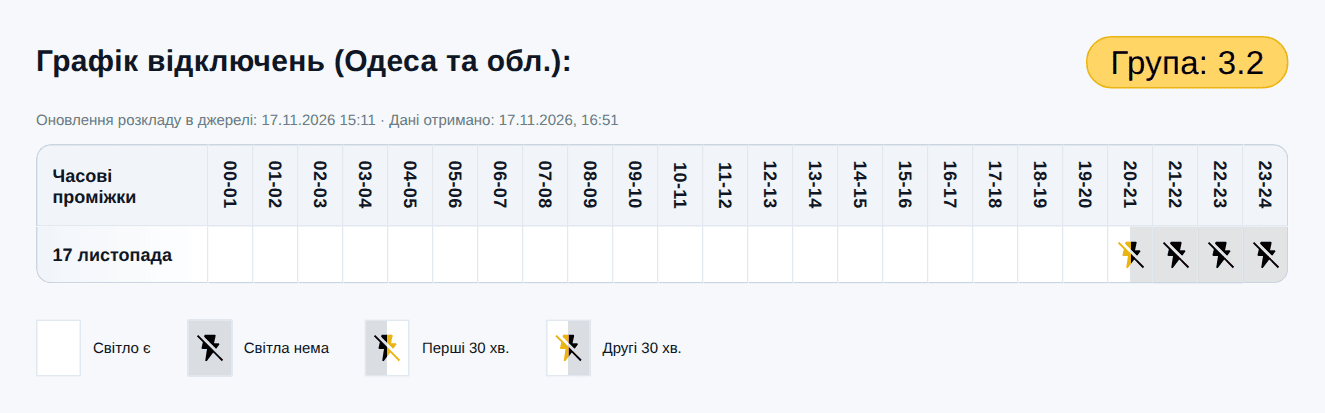 Графік відключень (Одеса та обл.):
Група: 3.2
Оновлення розкладу в джерелі: 17.11.2026 15:11 · Дані отримано: 17.11.2026, 16:51
Часові
проміжки
00-01
01-02
02-03
03-04
04-05
05-06
06-07
07-08
08-09
09-10
10-11
11-12
12-13
13-14
14-15
15-16
16-17
17-18
18-19
19-20
20-21
21-22
22-23
23-24
17 листопада
Світло є
Світла нема
Перші 30 хв.
Другі 30 хв.